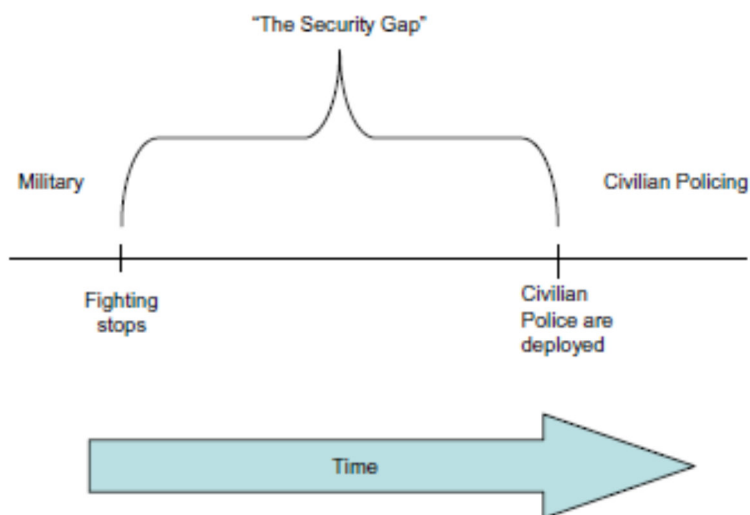 “The Security Gap”
Military
Civilian Policing
Fighting
stops
Civilian
Police are
deployed
Time